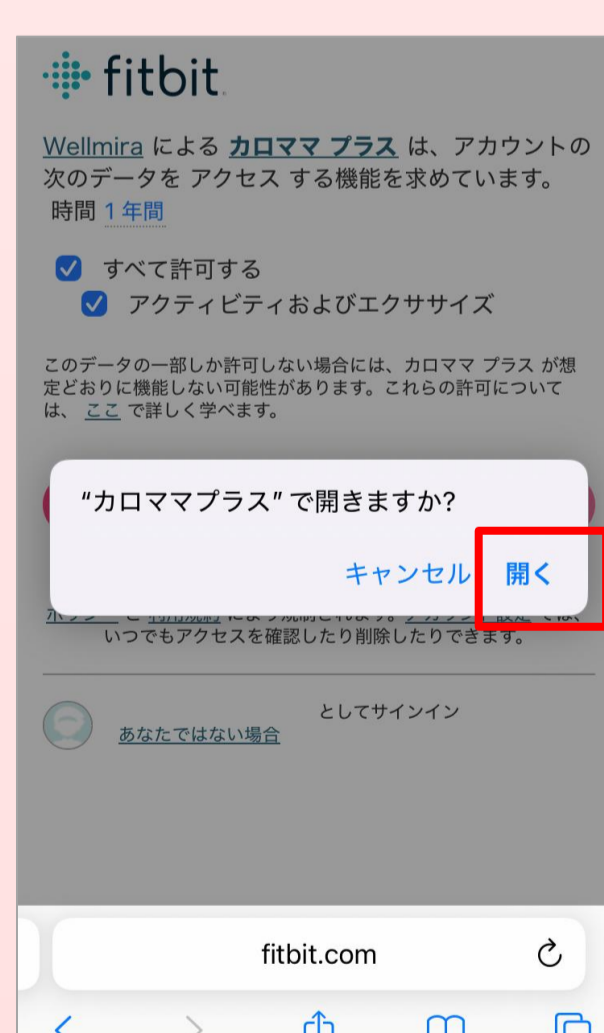 fitbit
Wellmira による カロママ プラス は、アカウントの
次のデータを アクセス する機能を求めています。
時間 1 年間
すべて許可する
アクティビティおよびエクササイズ
このデータの一部しか許可しない場合には、カロママ プラス が想
定どおりに機能しない可能性があります。これらの許可について
は、 ここ で詳しく学べます。
“カロママプラス” で開きますか?
キャンセル 開く
いつでもアクセスを確認したり削除したりできます。
としてサインイン
あなたではない場合
fitbit.com